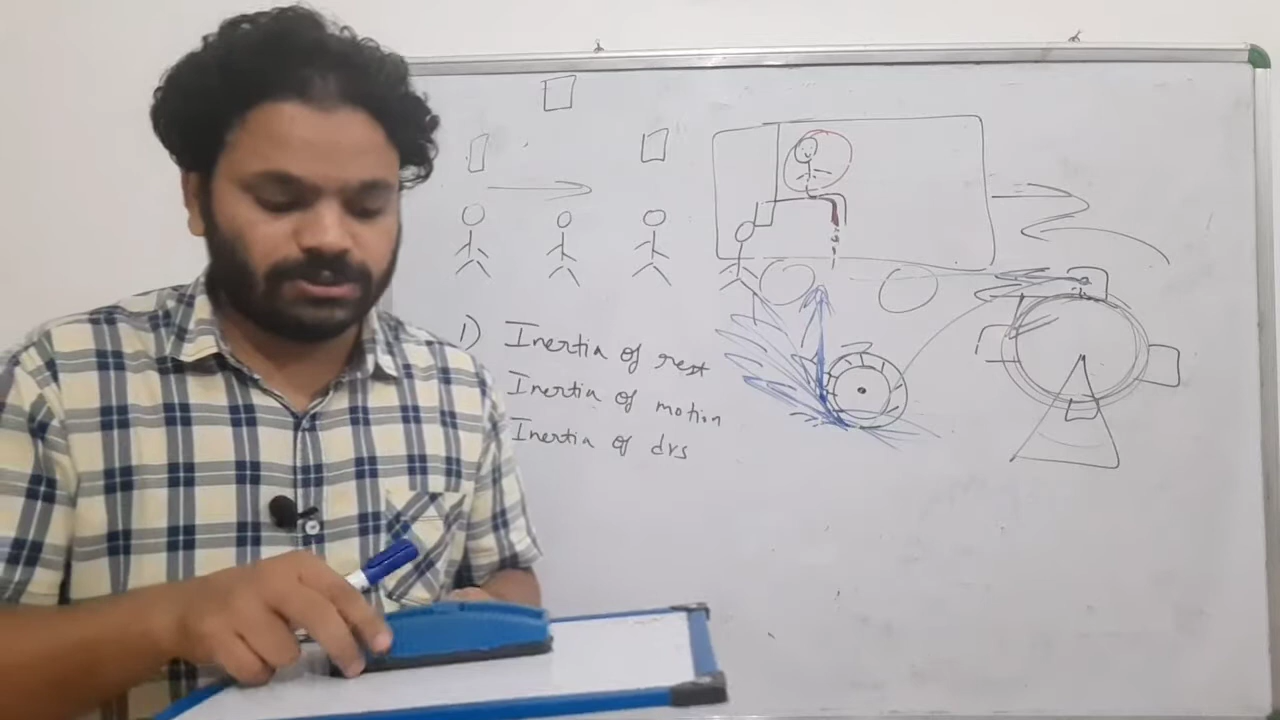 1) Inertia of rest
Inertia of motion
Inertia of drs